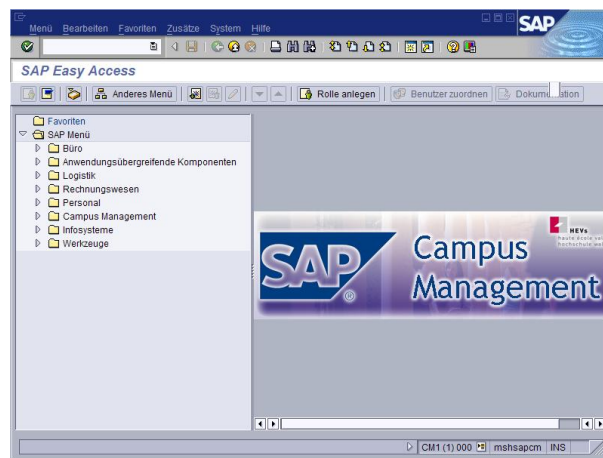 Menü Bearbeiten Favoriten Zusätze System Hilfe
SAP
SAP Easy Access
Anderes Menü Rolle anlegen Benutzer zuordnen
Favoriten
SAP Menü
Büro
Anwendungsübergreifende Komponenten
Logistik
Rechnungswesen
Personal
Campus Management
Infosysteme
Werkzeuge
HEVs
SAP
®
Campus
Management
CM1 (1) 000 mshsapcm INS